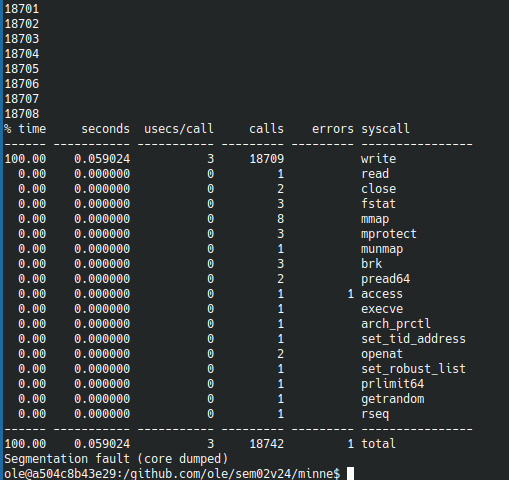 18701
18702
18703
18704
18705
18706
18707
18708
% time     seconds  usecs/call     calls    errors syscall
------ ----------- ----------- --------- --------- ----------------
100.00    0.059024           3     18709           write
  0.00    0.000000           0         1           read
  0.00    0.000000           0         2           close
  0.00    0.000000           0         3           fstat
  0.00    0.000000           0         8           mmap
  0.00    0.000000           0         3           mprotect
  0.00    0.000000           0         1           munmap
  0.00    0.000000           0         3           brk
  0.00    0.000000           0         2           pread64
  0.00    0.000000           0         1         1 access
  0.00    0.000000           0         1           execve
  0.00    0.000000           0         1           arch_prctl
  0.00    0.000000           0         1           set_tid_address
  0.00    0.000000           0         2           openat
  0.00    0.000000           0         1           set_robust_list
  0.00    0.000000           0         1           prlimit64
  0.00    0.000000           0         1           getrandom
  0.00    0.000000           0         1           rseq
------ ----------- ----------- --------- --------- ----------------
100.00    0.059024           3     18742         1 total
Segmentation fault (core dumped)
ole@a504c8b43e29:/github.com/ole/sem02v24/minne$